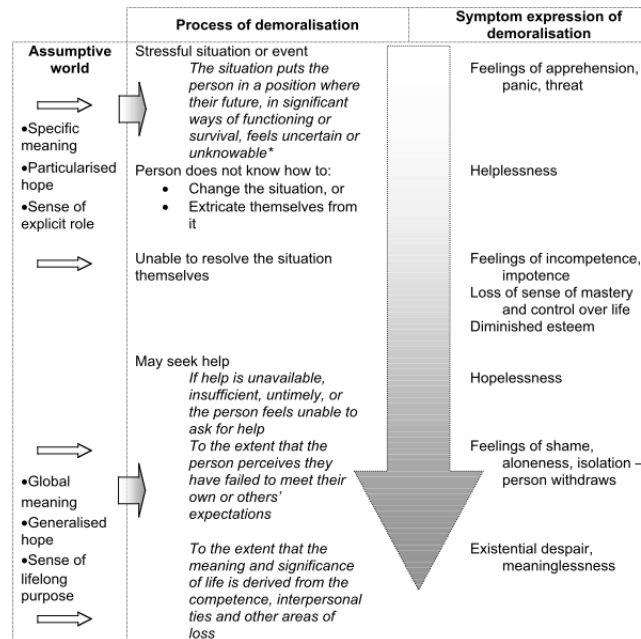 Process of demoralisation
Symptom expression of
demoralisation
Assumptive
world
•Specific
meaning
•Particularised
hope
•Sense of
explicit role
•Global
meaning
•Generalised
hope
•Sense of
lifelong
purpose
Stressful situation or event
The situation puts the
person in a position where
their future, in significant
ways of functioning or
survival, feels uncertain or
unknowable*
Person does not know how to:
• Change the situation, or
• Extricate themselves from
it
Unable to resolve the situation
themselves
May seek help
If help is unavailable,
insufficient, untimely, or
the person feels unable to
ask for help
To the extent that the
person perceives they
have failed to meet their
own or others'
expectations
To the extent that the
meaning and significance
of life is derived from the
competence, interpersonal
ties and other areas of
loss
Feelings of apprehension,
panic, threat
Helplessness
Feelings of incompetence,
impotence
Loss of sense of mastery
and control over life
Diminished esteem
Hopelessness
Feelings of shame,
aloneness, isolation –
person withdraws
Existential despair,
meaninglessness